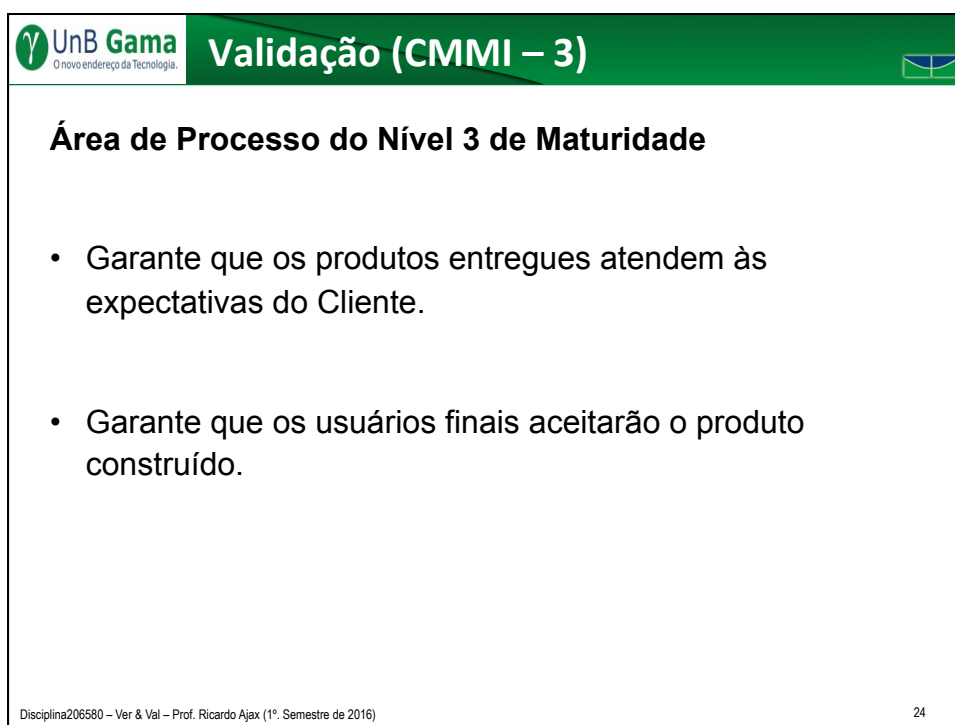 γ UnB Gama
O novo endereço da Tecnologia.
Validação (CMMI – 3)
Área de Processo do Nível 3 de Maturidade
• Garante que os produtos entregues atendem às
expectativas do Cliente.
• Garante que os usuários finais aceitarão o produto
construído.
Disciplina206580 – Ver & Val – Prof. Ricardo Ajax (1º. Semestre de 2016)
24